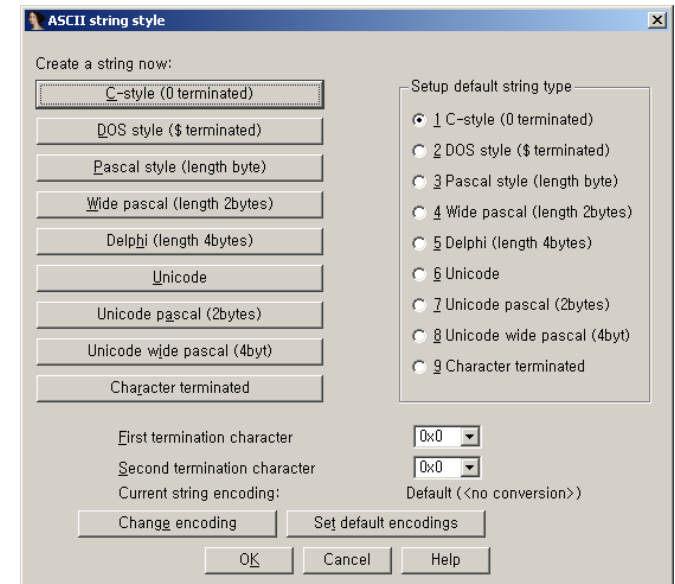 ASCII string style
Create a string now:
C-style (0 terminated)
DOS style ($ terminated)
Pascal style (length byte)
Wide pascal (length 2bytes)
Delphi (length 4bytes)
Unicode
Unicode pascal (2bytes)
Unicode wide pascal (4byt)
Character terminated
Setup default string type
1 C-style (0 terminated)
2 DOS style ($ terminated)
3 Pascal style (length byte)
4 Wide pascal (length 2bytes)
5 Delphi (length 4bytes)
6 Unicode
7 Unicode pascal (2bytes)
8 Unicode wide pascal (4byt)
9 Character terminated
First termination character 0x0
Second termination character 0x0
Current string encoding: Default (<no conversion>)
Change encoding Set default encodings
OK Cancel Help